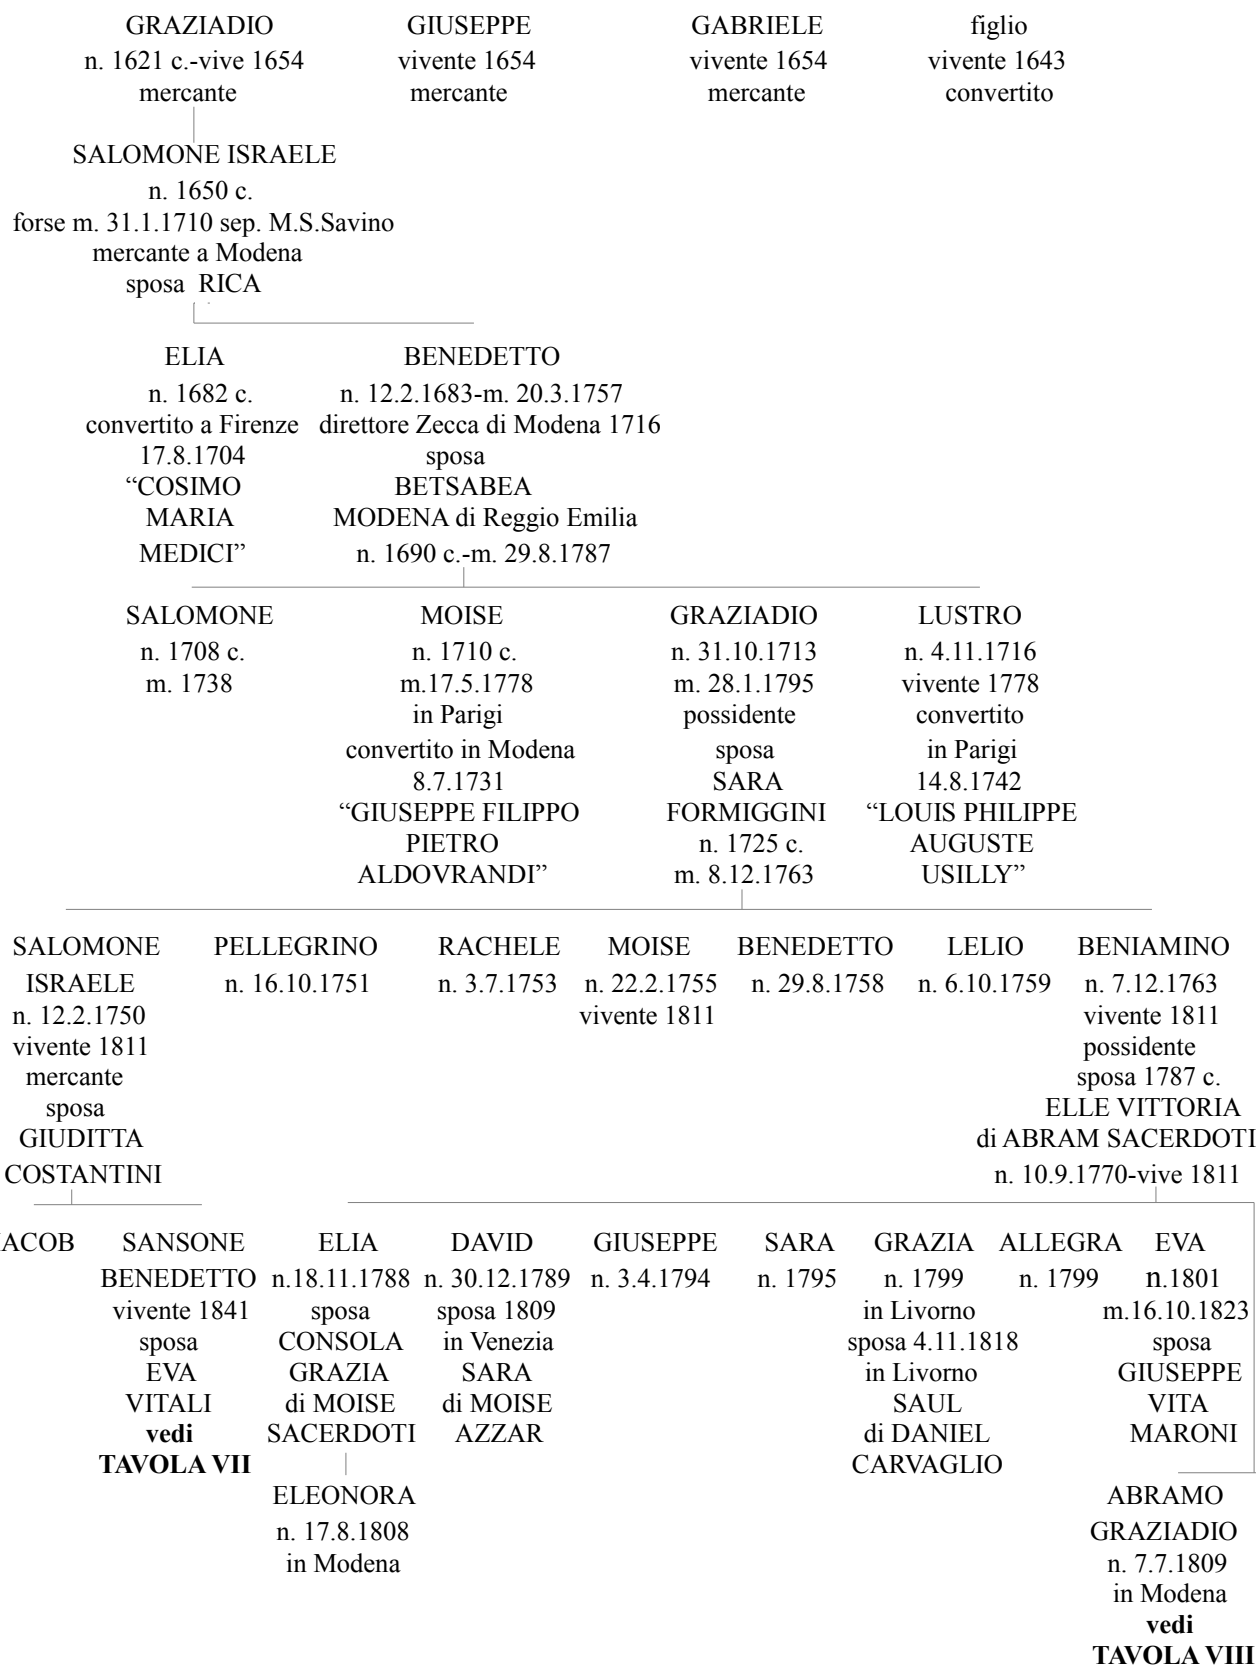 GRAZIADIO
n. 1621 c.-vive 1654
mercante
GIUSEPPE
vivente 1654
mercante
GABRIELE
vivente 1654
mercante
figlio
vivente 1643
convertito
SALOMONE ISRAELE
n. 1650 c.
forse m. 31.1.1710 sep. M.S.Savino
mercante a Modena
sposa RICA
ELIA
n. 1682 c.
convertito a Firenze
17.8.1704
“COSIMO
MARIA
MEDICI”
BENEDETTO
n. 12.2.1683-m. 20.3.1757
direttore Zecca di Modena 1716
sposa
BETSABEA
MODENA di Reggio Emilia
n. 1690 c.-m. 29.8.1787
SALOMONE
n. 1708 c.
m. 1738
MOISE
n. 1710 c.
m.17.5.1778
in Parigi
convertito in Modena
8.7.1731
“GIUSEPPE FILIPPO
PIETRO
ALDOVRANDI”
GRAZIADIO
n. 31.10.1713
m. 28.1.1795
possidente
sposa
SARA
FORMIGGINI
n. 1725 c.
m. 8.12.1763
LUSTRO
n. 4.11.1716
vivente 1778
convertito
in Parigi
14.8.1742
“LOUIS PHILIPPE
AUGUSTE
USILLY”
SALOMONE
ISRAELE
n. 12.2.1750
vivente 1811
mercante
sposa
GIUDITTA
COSTANTINI
PELLEGRINO
n. 16.10.1751
RACHELE
n. 3.7.1753
MOISE
n. 22.2.1755
vivente 1811
BENEDETTO
n. 29.8.1758
LELIO
n. 6.10.1759
BENIAMINO
n. 7.12.1763
vivente 1811
possidente
sposa 1787 c.
ELLE VITTORIA
di ABRAM SACERDOTI
n. 10.9.1770-vive 1811
ACOB
SANSONE
BENEDETTO
vivente 1841
sposa
EVA
VITALI
vedi
TAVOLA VII
ELIA
n.18.11.1788
sposa
CONSOLA
GRAZIA
di MOISE
SACERDOTI
DAVID
n. 30.12.1789
sposa 1809
in Venezia
SARA
di MOISE
AZZAR
GIUSEPPE
n. 3.4.1794
SARA
n. 1795
GRAZIA
n. 1799
in Livorno
sposa 4.11.1818
in Livorno
SAUL
di DANIEL
CARVAGLIO
ALLEGRA
n. 1799
EVA
n.1801
m.16.10.1823
sposa
GIUSEPPE
VITA
MARONI
ELEONORA
n. 17.8.1808
in Modena
ABRAMO
GRAZIADIO
n. 7.7.1809
in Modena
vedi
TAVOLA VIII